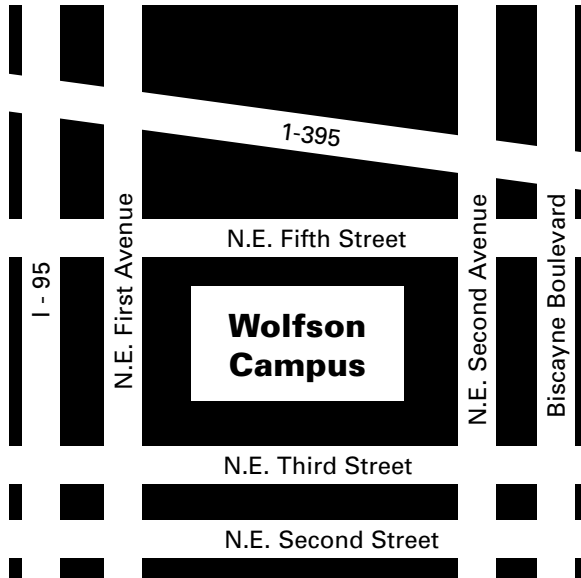 1-395
N.E. Fifth Street
I - 95
N.E. First Avenue
Wolfson
Campus
N.E. Second Avenue
Biscayne Boulevard
N.E. Third Street
N.E. Second Street